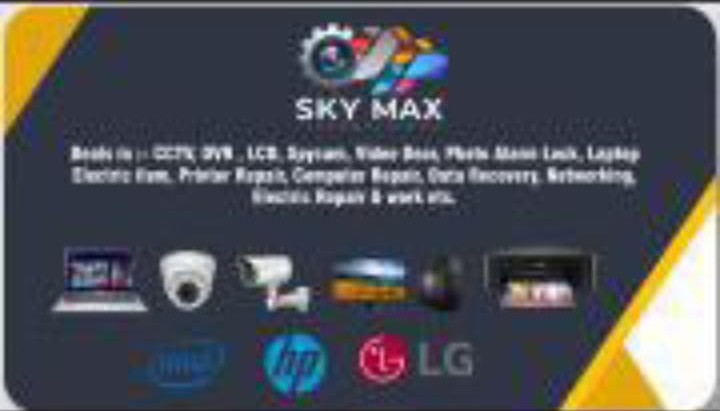 SKY MAX
Deals in :- CCTV, DVR , LCD, Spycam, Video Door, Photo Alarm Lock, Laptop
Electric item, Printer Repair, Computer Repair, Data Recovery, Networking,
Electric Repair & work etc.
intel
hp
LG